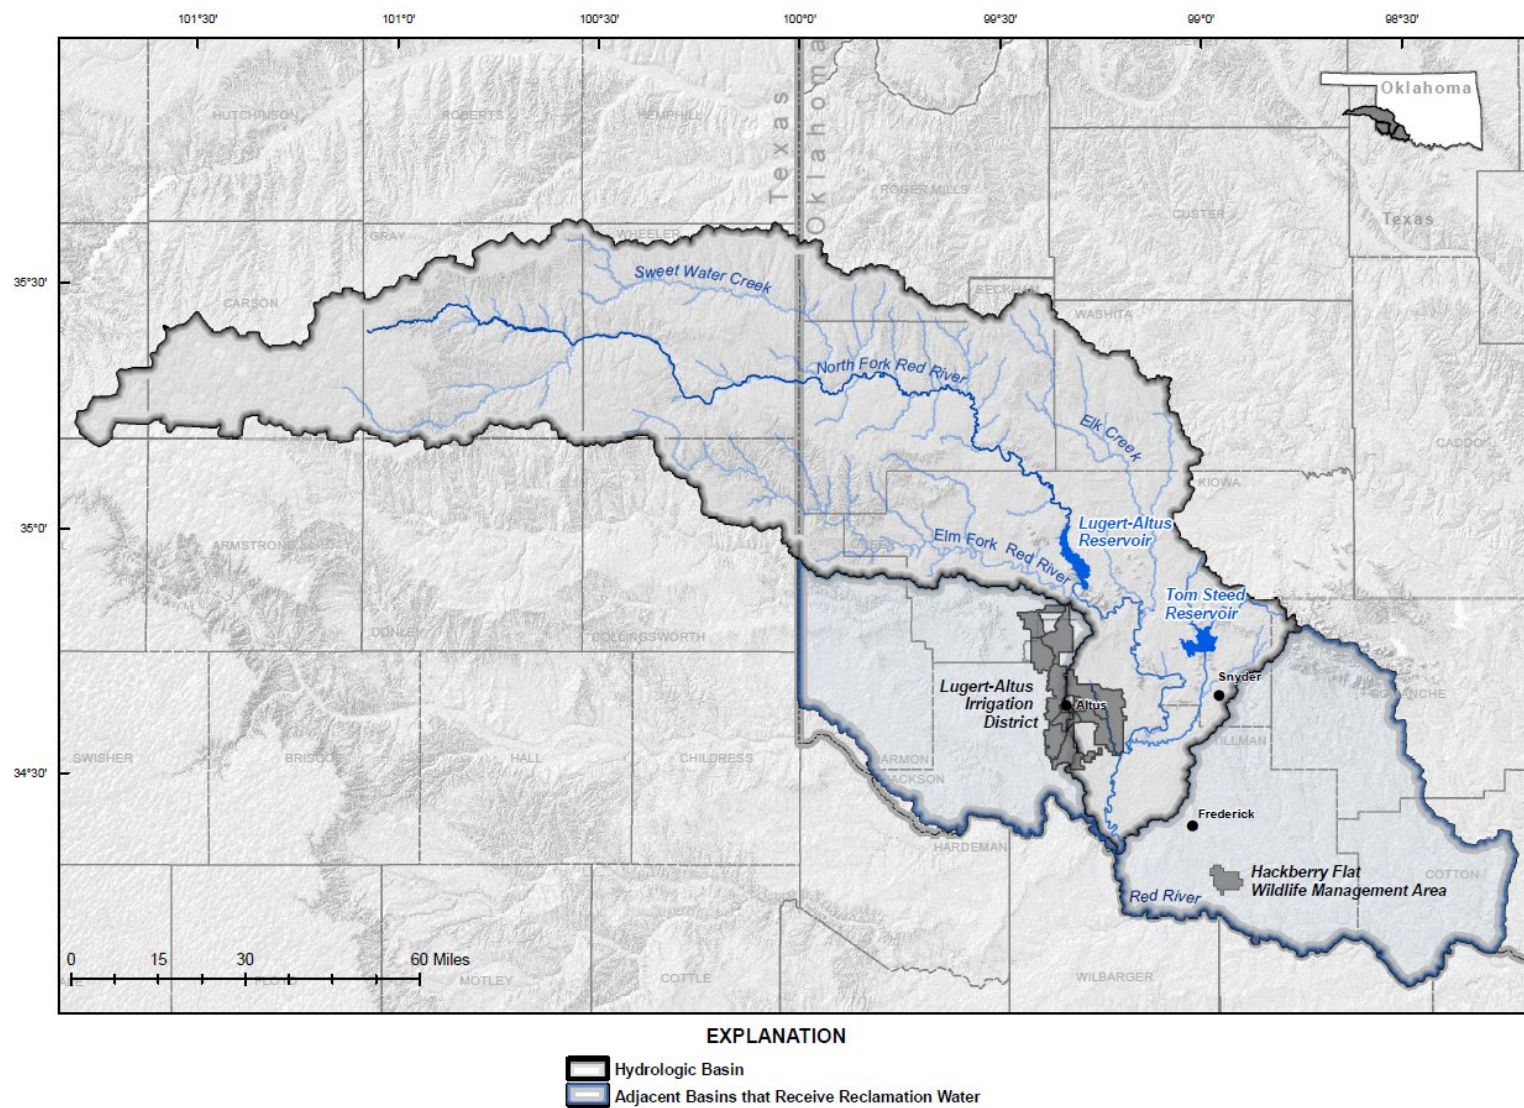 101°30'
101°0'
100°30'
100°0'
99°30'
99°0'
98°30'
Oklahoma
Texas
Texas
Oklahoma
HUTCHINSON
ROBERTS
HEMPHILL
ROGER MILLS
CUSTER
GRAY
WHEELER
35°30'
Sweet Water Creek
CARSON
BECKHAM
WASHITA
North Fork Red River
Elk Creek
CADDO
KIOWA
35°0'
ARMSTRONG
Lugert-Altus
Reservoir
Elm Fork Red River
Tom Steed
Reservoir
DONLEY
COLLINGSWORTH
Snyder
Lugert-Altus
Irrigation
District
Altus
TILLMAN
34°30'
SWISHER
BRISCOE
HALL
CHILDRESS
HARMON
JACKSON
Frederick
HARDEMAN
Hackberry Flat
Wildlife Management Area
COTTON
Red River
0 15 30 60 Miles
FLOYD
MOTLEY
COTTLE
WILBARGER
EXPLANATION
Hydrologic Basin
Adjacent Basins that Receive Reclamation Water